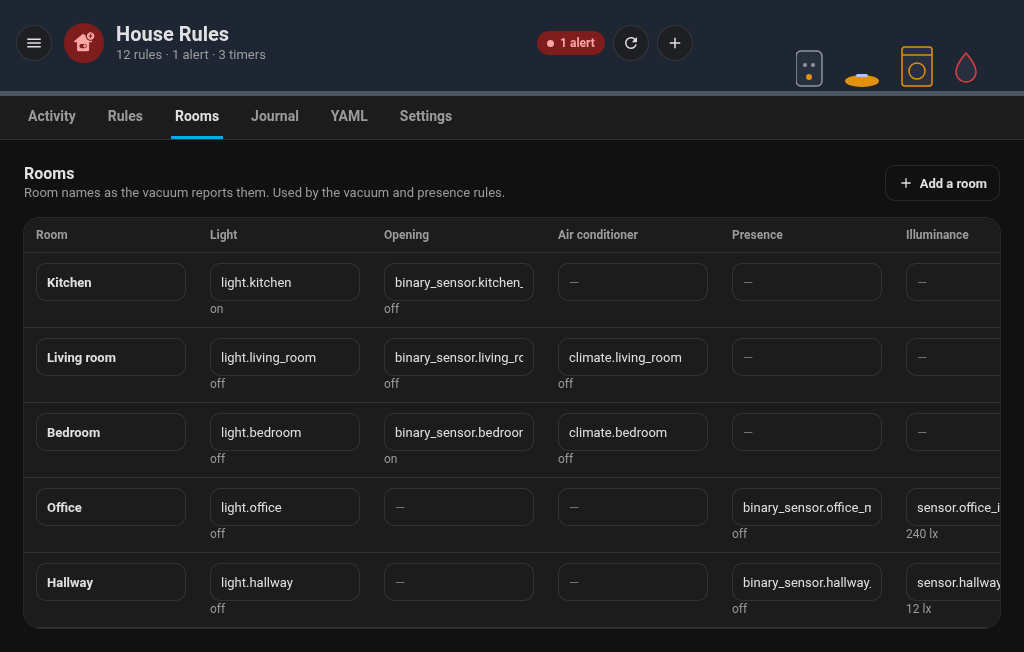 House Rules
12 rules · 1 alert · 3 timers
1 alert
Activity Rules Rooms Journal YAML Settings
Rooms
Room names as the vacuum reports them. Used by the vacuum and presence rules.
Add a room
Room Light Opening Air conditioner Presence Illuminance
Kitchen light.kitchen binary_sensor.kitchen_ — — —
on off
Living room light.living_room binary_sensor.living_ro climate.living_room — —
off off off
Bedroom light.bedroom binary_sensor.bedroor climate.bedroom — —
off on off
Office light.office — — binary_sensor.office_n sensor.office_i
off off 240 lx
Hallway light.hallway — — binary_sensor.hallway_ sensor.hallway
off off 12 lx